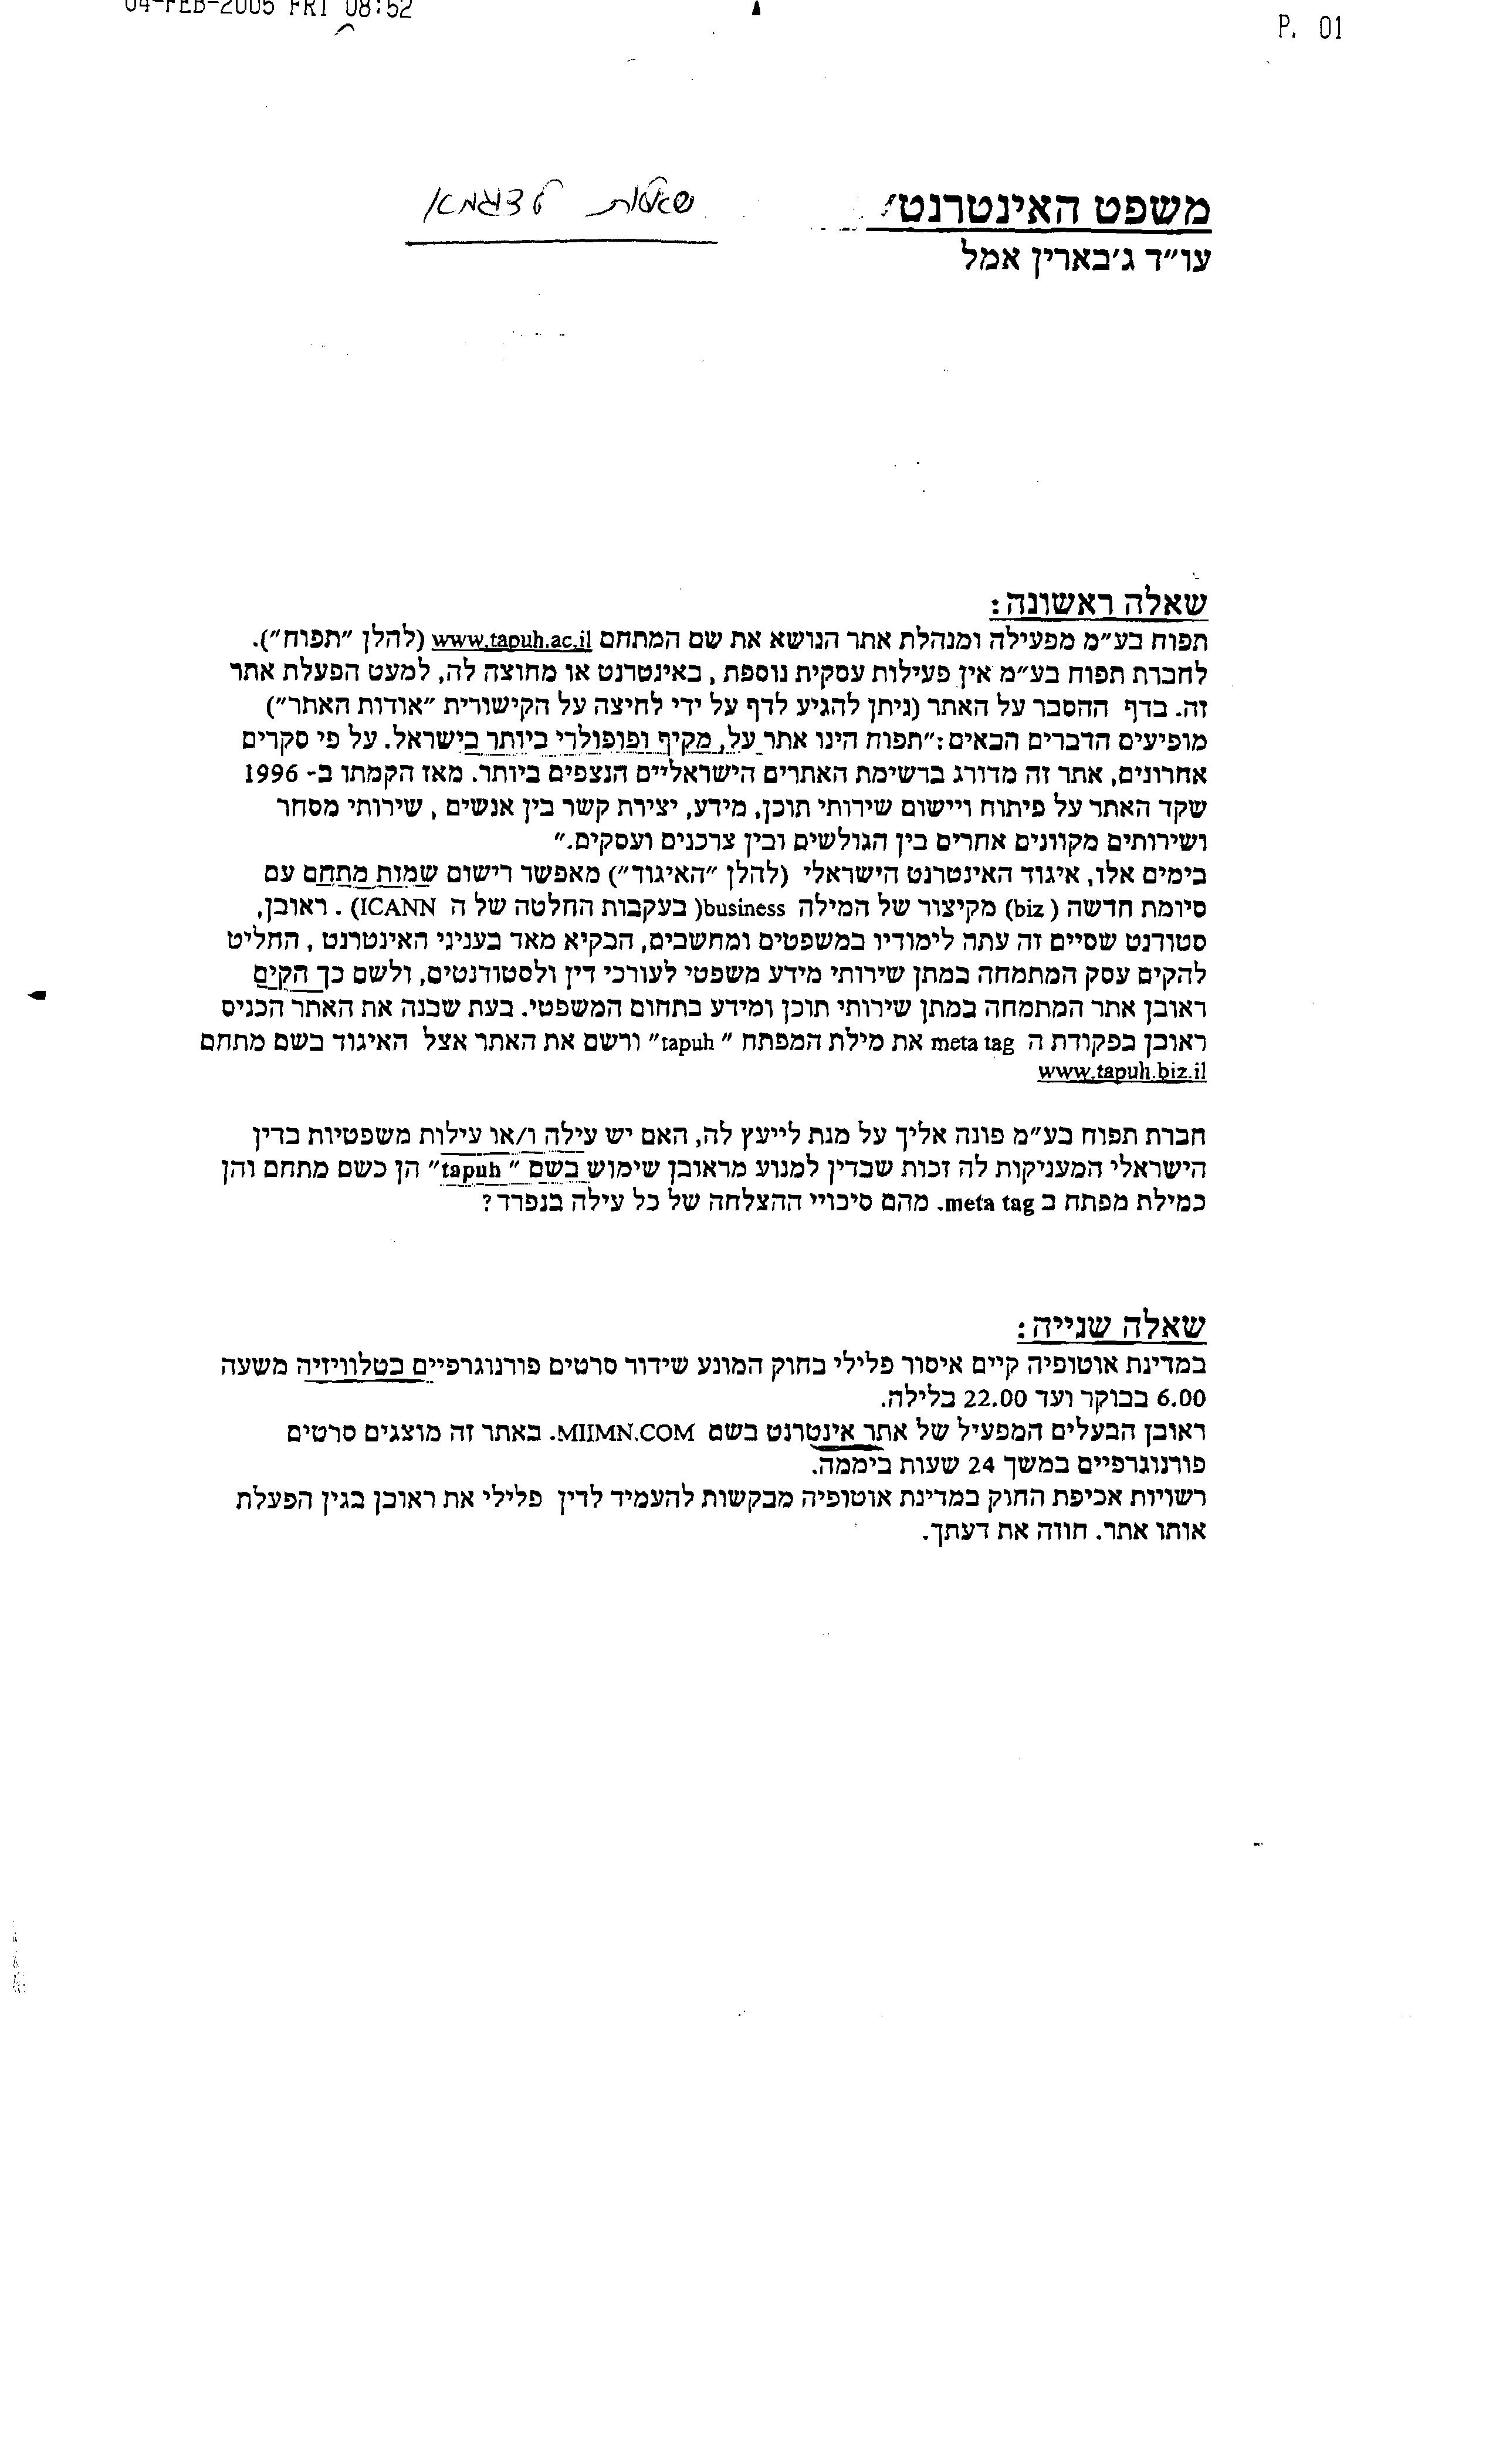 04-FEB-2005 FRI 08:52
P. 01
משפט האינטרנט
שאלות לדוגמא
עו"ד ג'בארין אמל
שאלה ראשונה:
תפוח בע"מ מפעילה ומנהלת אתר הנושא את שם המתחם www.tapuh.ac.il (להלן "תפוח").
לחברת תפוח בע"מ אין פעילות עסקית נוספת, באינטרנט או מחוצה לה, למעט הפעלת אתר
זה. בדף ההסבר על האתר (ניתן להגיע לדף על ידי לחיצה על הקישורית "אודות האתר")
מופיעים הדברים הבאים: "תפוח הינו אתר על, מקיף ופופולרי ביותר בישראל. על פי סקרים
אחרונים, אתר זה מדורג ברשימת האתרים הישראליים הנצפים ביותר. מאז הקמתו ב- 1996
שקד האתר על פיתוח ויישום שירותי תוכן, מידע, יצירת קשר בין אנשים, שירותי מסחר
ושירותים מקוונים אחרים בין הגולשים ובין צרכנים ועסקים."
בימים אלו, איגוד האינטרנט הישראלי (להלן "האיגוד") מאפשר רישום שמות מתחם עם
סיומת חדשה ( biz) מקיצור של המילה business( בעקבות החלטה של ה ICANN) . ראובן,
סטודנט שסיים זה עתה לימודיו במשפטים ומחשבים, הבקיא מאד בעניני האינטרנט, החליט
להקים עסק המתמחה במתן שירותי מידע משפטי לעורכי דין ולסטודנטים, ולשם כך הקים
ראובן אתר המתמחה במתן שירותי תוכן ומידע בתחום המשפטי. בעת שבנה את האתר הכניס
ראובן בפקודת ה meta tag את מילת המפתח " tapuh" ורשם את האתר אצל האיגוד בשם מתחם
www.tapuh.biz.il
חברת תפוח בע"מ פונה אליך על מנת לייעץ לה, האם יש עילה ו/או עילות משפטיות בדין
הישראלי המעניקות לה זכות שבדין למנוע מראובן שימוש בשם " tapuh" הן כשם מתחם והן
כמילת מפתח ב meta tag. מהם סיכויי ההצלחה של כל עילה בנפרד?
שאלה שנייה:
במדינת אוטופיה קיים איסור פלילי בחוק המונע שידור סרטים פורנוגרפיים בטלוויזיה משעה
6.00 בבוקר ועד 22.00 בלילה.
ראובן הבעלים המפעיל של אתר אינטרנט בשם MIIMN.COM. באתר זה מוצגים סרטים
פורנוגרפיים במשך 24 שעות ביממה.
רשויות אכיפת החוק במדינת אוטופיה מבקשות להעמיד לדין פלילי את ראובן בגין הפעלת
אותו אתר. חווה את דעתך.